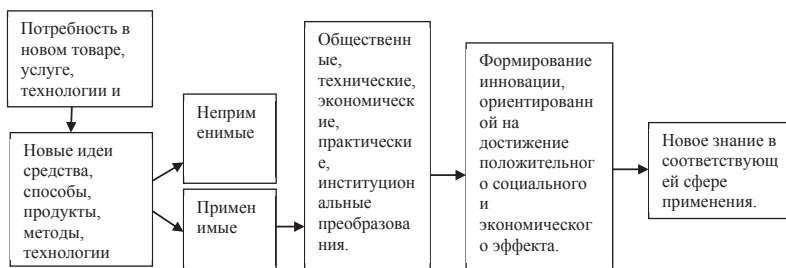 Потребность в
новом товаре,
услуге,
технологии и
Новые идеи
средства,
способы,
продукты,
методы,
технологии
Неприм
енимые
Примен
имые
Общественн
ые,
технические,
экономическ
ие,
практически
е,
институцион
альные
преобразова
ния.
Формирование
инновации,
ориентированн
ой на
достижение
положительног
о социального
и
экономическог
о эффекта.
Новое знание в
соответствующ
ей сфере
применения.